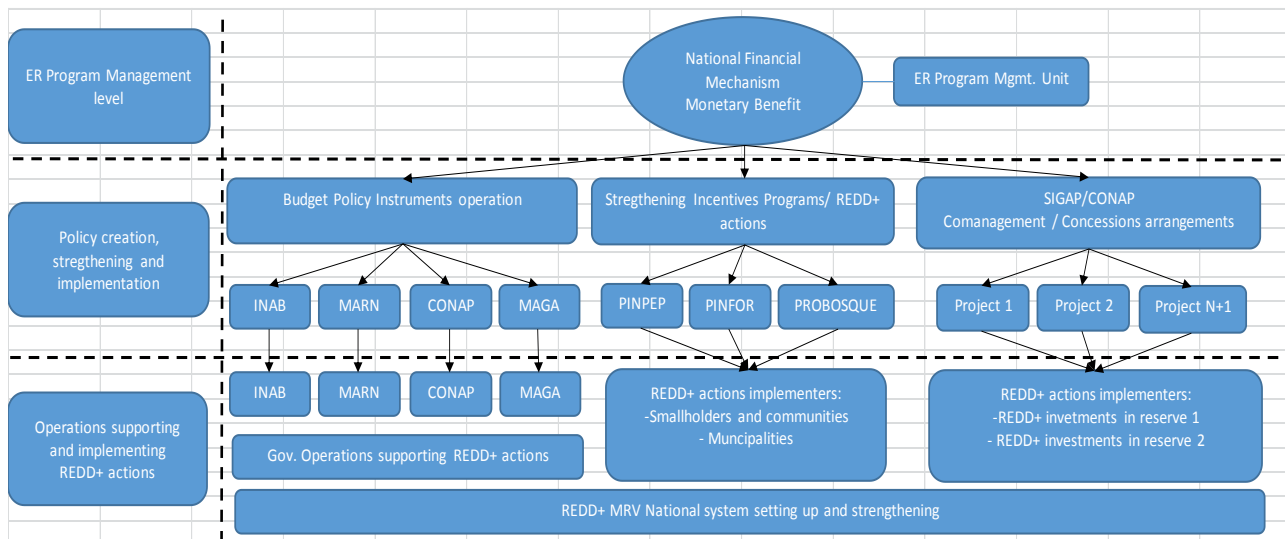 ER Program Management
level
National Financial
Mechanism
Monetary Benefit
ER Program Mgmt. Unit
Policy creation,
stregthening and
implementation
Budget Policy Instruments operation
Stregthening Incentives Programs/ REDD+
actions
SIGAP/CONAP
Comanagement / Concessions arrangements
INAB
MARN
CONAP
MAGA
PINPEP
PINFOR
PROBOSQUE
Project 1
Project 2
Project N+1
Operations supporting
and implementing
REDD+ actions
INAB
MARN
CONAP
MAGA
Gov. Operations supporting REDD+ actions
REDD+ actions implementers:
-Smallholders and communities
- Muncipalities
REDD+ actions implementers:
-REDD+ invetments in reserve 1
- REDD+ investments in reserve 2
REDD+ MRV National system setting up and strengthening